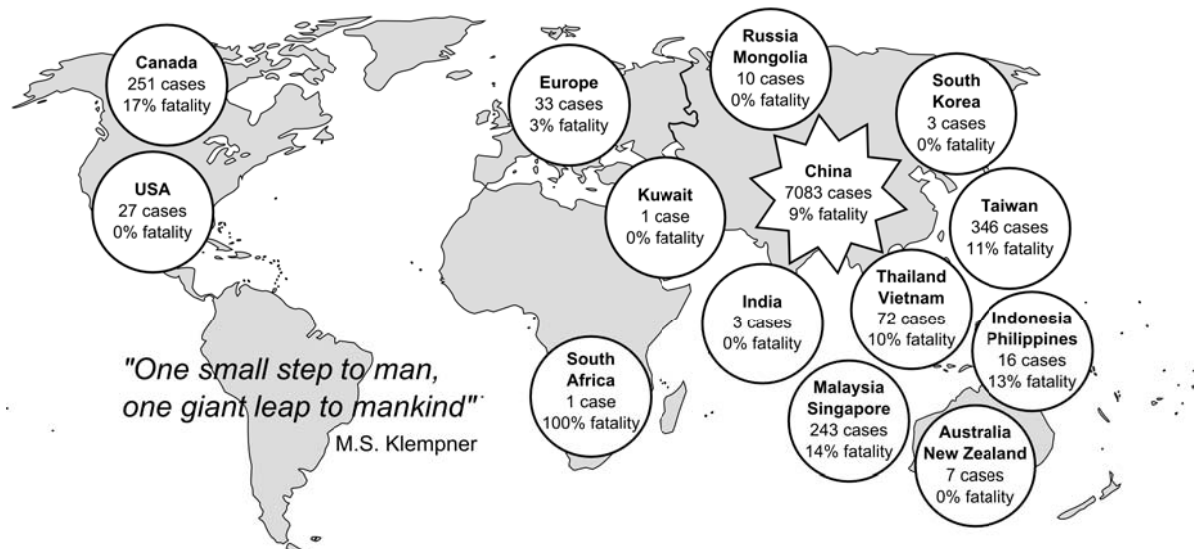 Canada
251 cases
17% fatality
USA
27 cases
0% fatality
Europe
33 cases
3% fatality
Kuwait
1 case
0% fatality
South
Africa
1 case
100% fatality
Russia
Mongolia
10 cases
0% fatality
South
Korea
3 cases
0% fatality
China
7083 cases
9% fatality
Taiwan
346 cases
11% fatality
India
3 cases
0% fatality
Thailand
Vietnam
72 cases
10% fatality
Indonesia
Philippines
16 cases
13% fatality
Malaysia
Singapore
243 cases
14% fatality
Australia
New Zealand
7 cases
0% fatality
"One small step to man,
one giant leap to mankind"
M.S. Klempner